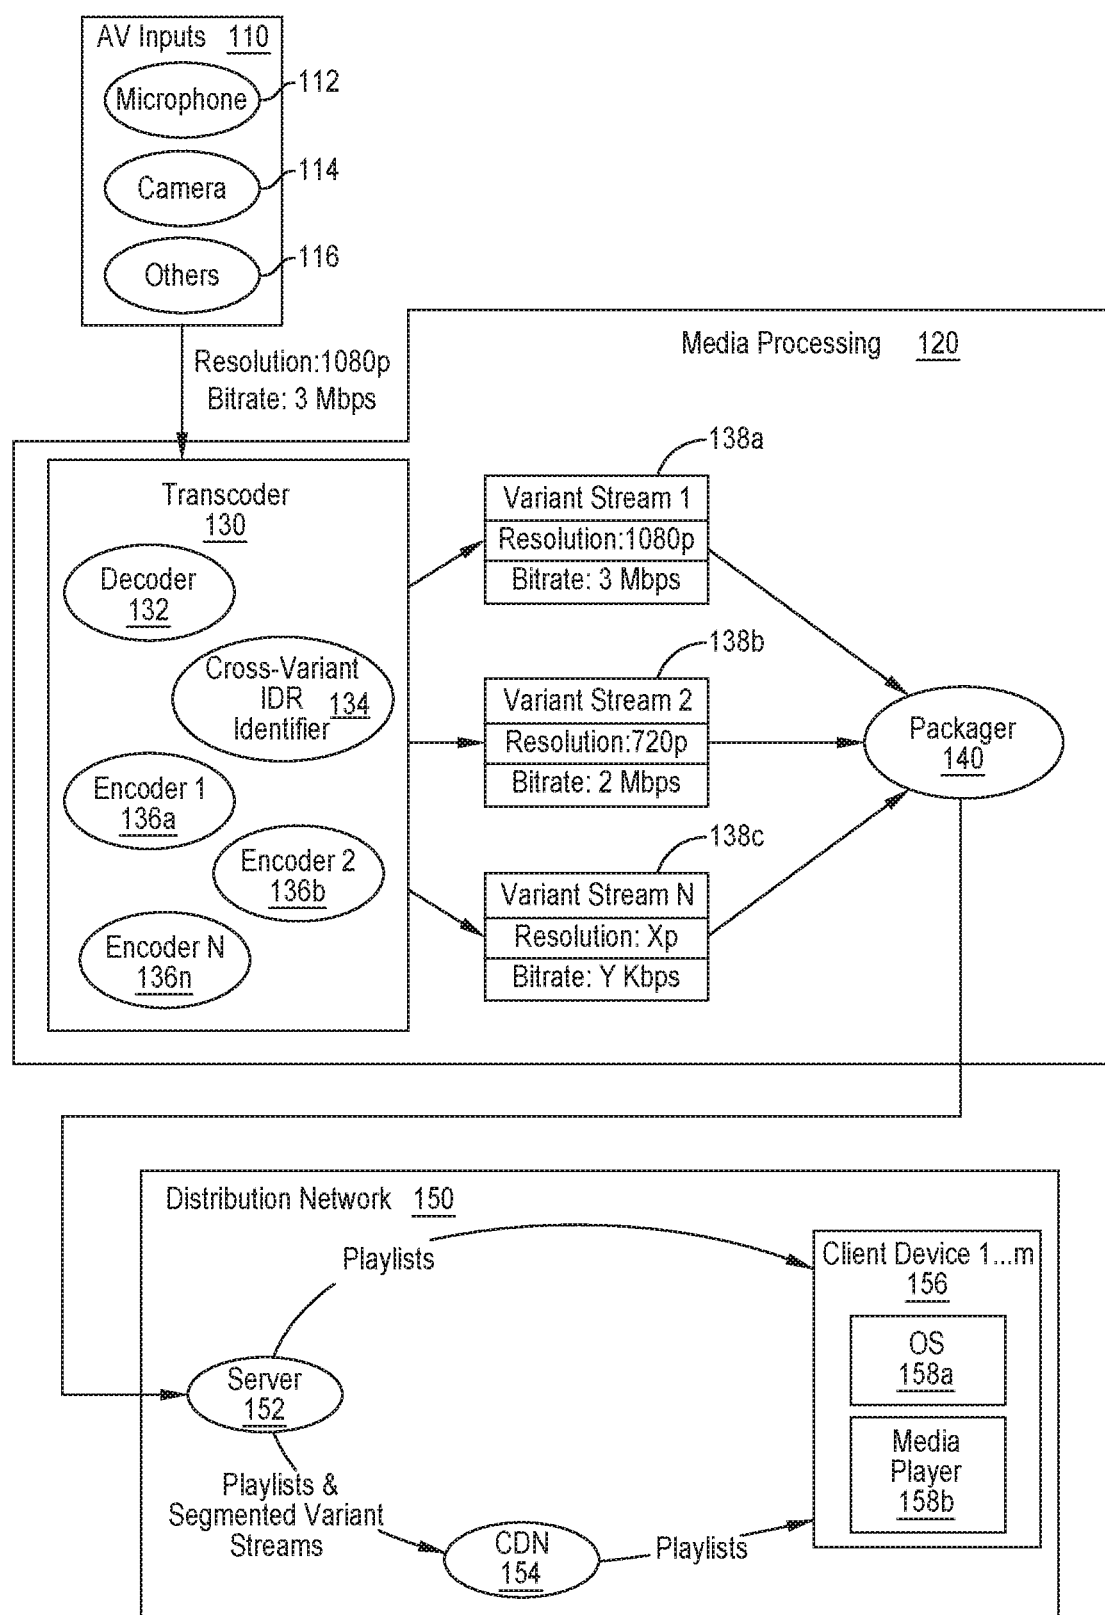 AV Inputs 110
Microphone
112
Camera
114
Others
116
Resolution:1080p
Bitrate: 3 Mbps
Media Processing 120
Transcoder
130
Decoder
132
Cross-Variant
IDR 134
Identifier
Encoder 1
136a
Encoder 2
136b
Encoder N
136n
138a
Variant Stream 1
Resolution:1080p
Bitrate: 3 Mbps
138b
Variant Stream 2
Resolution:720p
Bitrate: 2 Mbps
138c
Variant Stream N
Resolution: Xp
Bitrate: Y Kbps
Packager
140
Distribution Network 150
Playlists
Server
152
Playlists &
Segmented Variant
Streams
CDN
154
Playlists
Client Device 1...m
156
OS
158a
Media
Player
158b